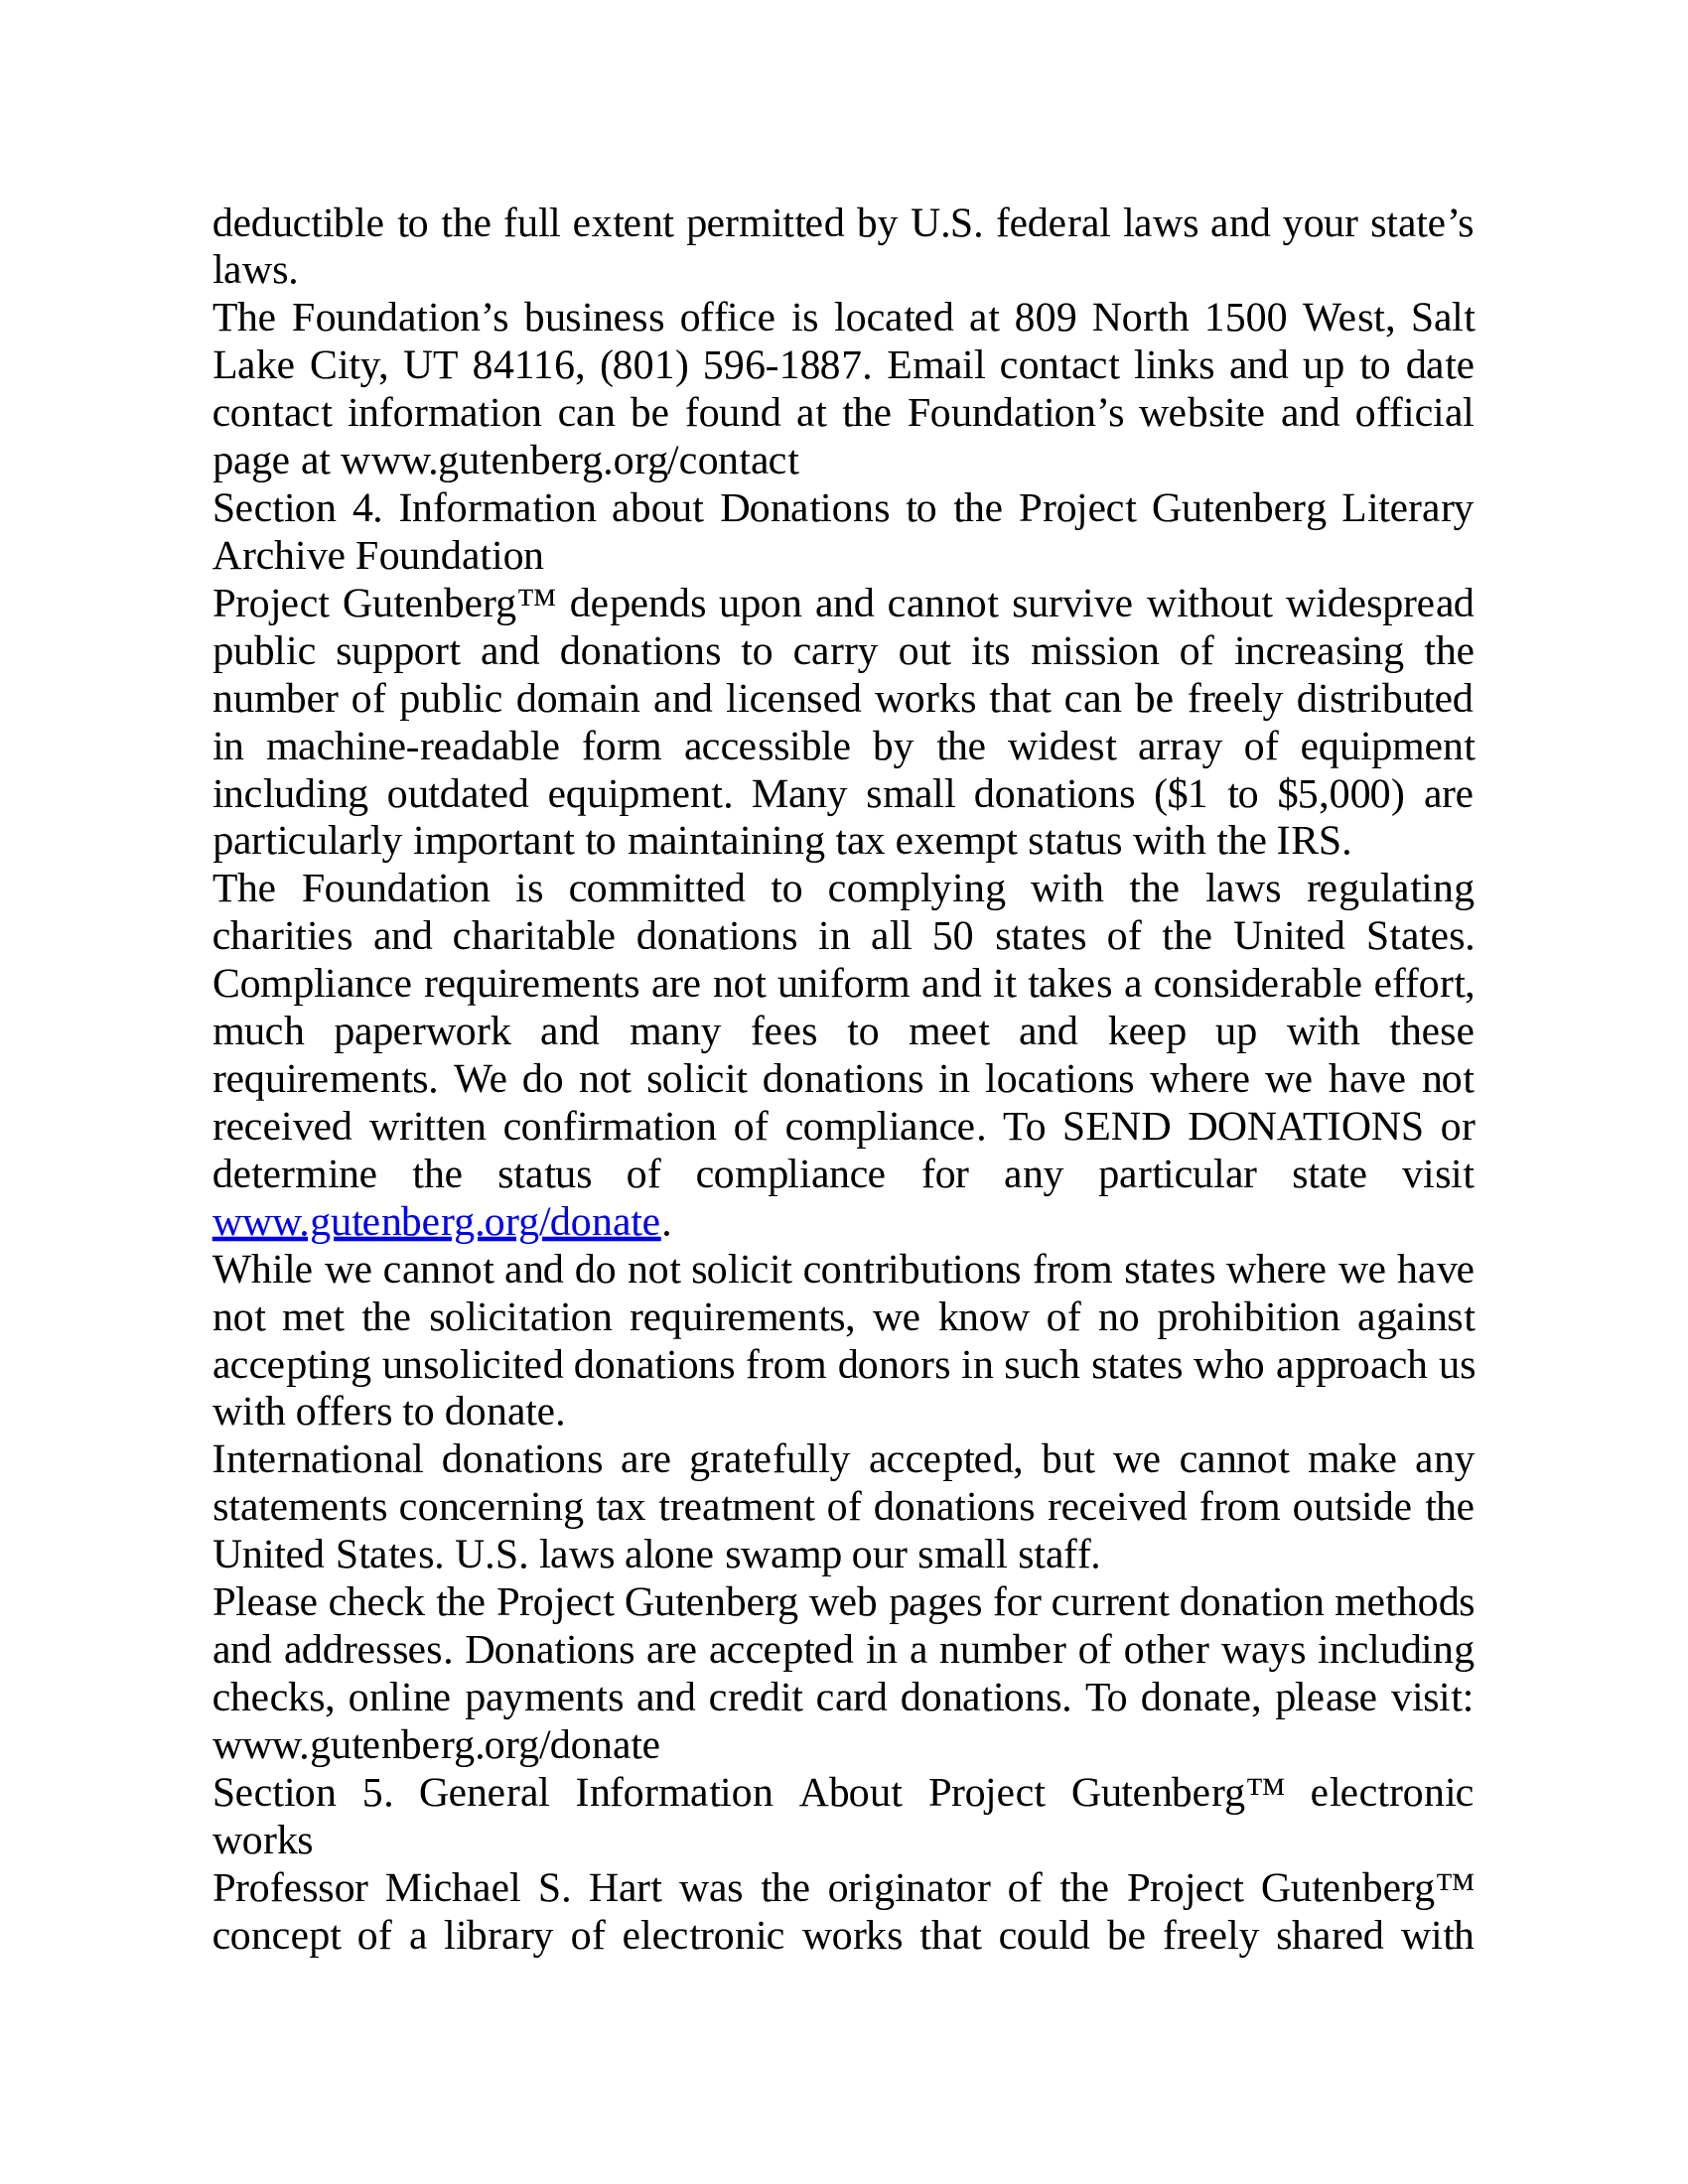 deductible to the full extent permitted by U.S. federal laws and your state’s
laws.
The Foundation’s business office is located at 809 North 1500 West, Salt
Lake City, UT 84116, (801) 596-1887. Email contact links and up to date
contact information can be found at the Foundation’s website and official
page at www.gutenberg.org/contact
Section 4. Information about Donations to the Project Gutenberg Literary
Archive Foundation
Project Gutenberg™ depends upon and cannot survive without widespread
public support and donations to carry out its mission of increasing the
number of public domain and licensed works that can be freely distributed
in machine-readable form accessible by the widest array of equipment
including outdated equipment. Many small donations ($1 to $5,000) are
particularly important to maintaining tax exempt status with the IRS.
The Foundation is committed to complying with the laws regulating
charities and charitable donations in all 50 states of the United States.
Compliance requirements are not uniform and it takes a considerable effort,
much paperwork and many fees to meet and keep up with these
requirements. We do not solicit donations in locations where we have not
received written confirmation of compliance. To SEND DONATIONS or
determine the status of compliance for any particular state visit
www.gutenberg.org/donate.
While we cannot and do not solicit contributions from states where we have
not met the solicitation requirements, we know of no prohibition against
accepting unsolicited donations from donors in such states who approach us
with offers to donate.
International donations are gratefully accepted, but we cannot make any
statements concerning tax treatment of donations received from outside the
United States. U.S. laws alone swamp our small staff.
Please check the Project Gutenberg web pages for current donation methods
and addresses. Donations are accepted in a number of other ways including
checks, online payments and credit card donations. To donate, please visit:
www.gutenberg.org/donate
Section 5. General Information About Project Gutenberg™ electronic
works
Professor Michael S. Hart was the originator of the Project Gutenberg™
concept of a library of electronic works that could be freely shared with